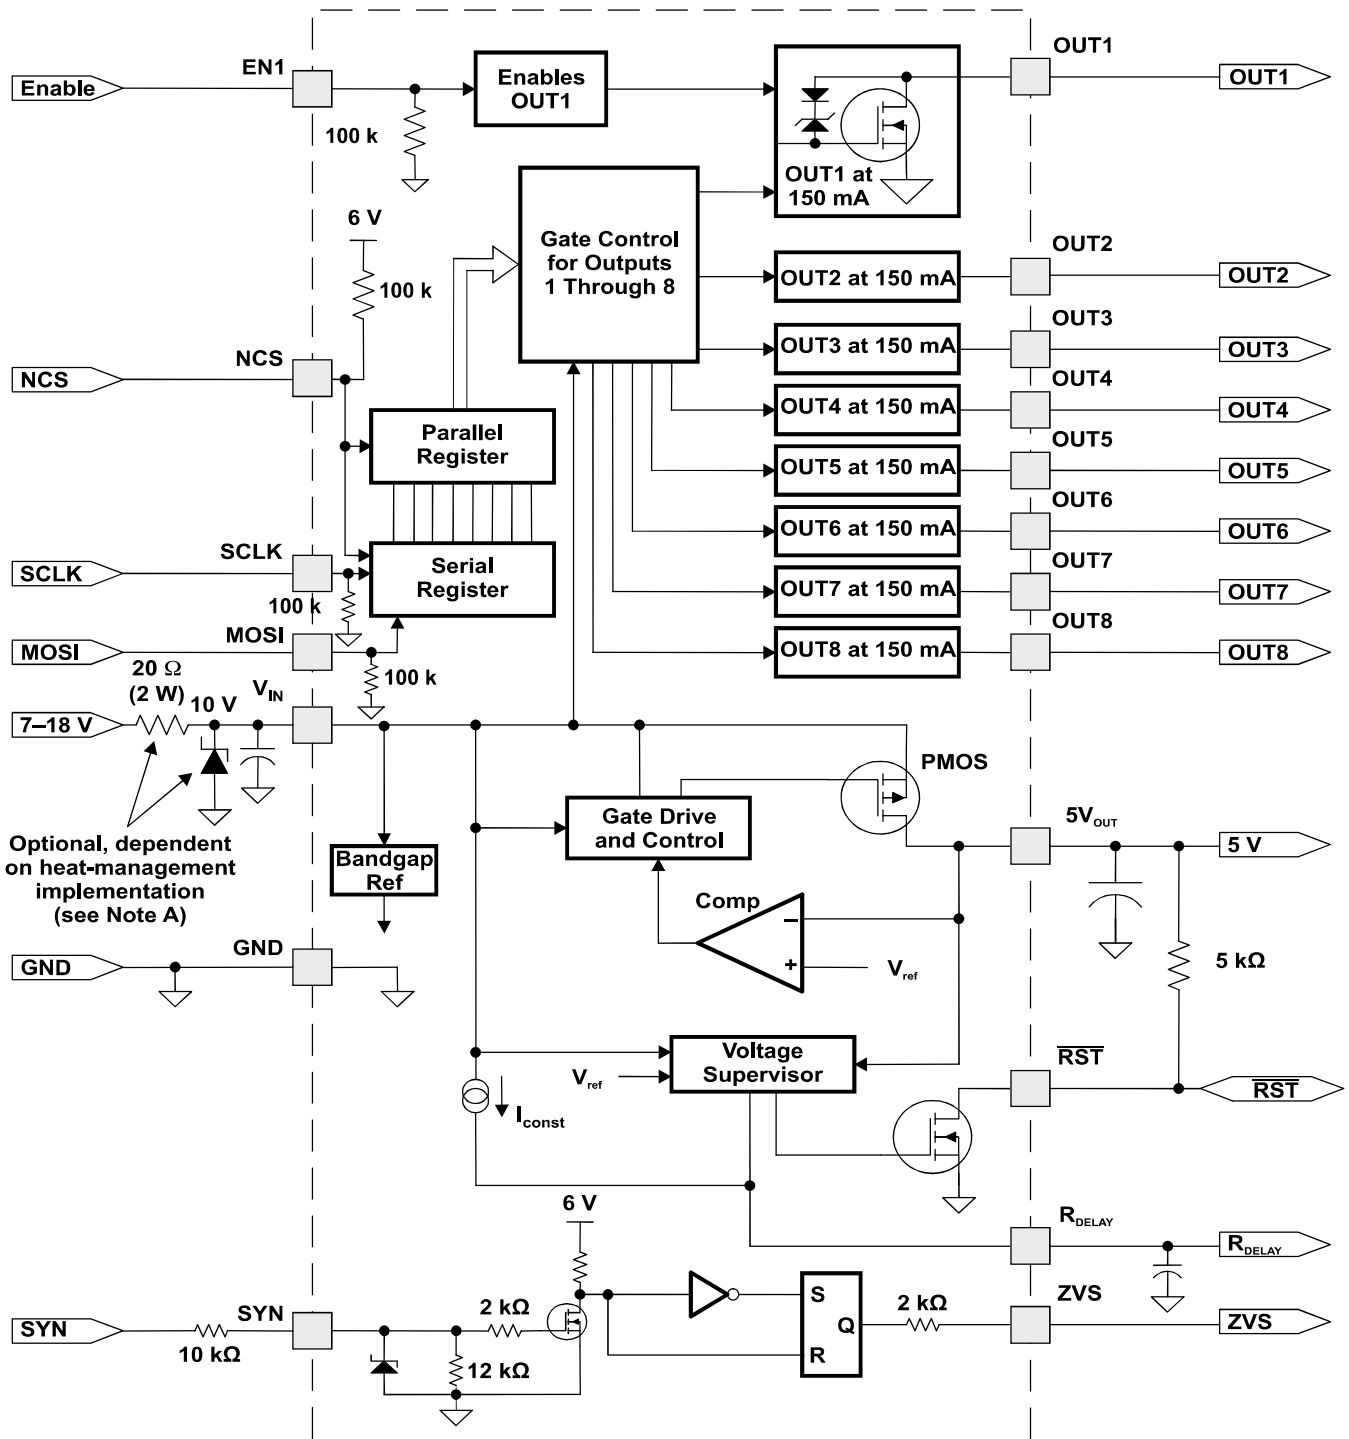 OUT1
EN1
Enable
Enables
OUT1
OUT1
100 k
OUT1 at
150 mA
6 V
Gate Control
for Outputs
1 Through 8
OUT2
100 k
OUT2 at 150 mA
OUT2
OUT3
NCS
OUT3 at 150 mA
OUT3
NCS
OUT4
OUT4 at 150 mA
OUT4
Parallel
Register
OUT5
OUT5 at 150 mA
OUT5
OUT6
OUT6 at 150 mA
OUT6
SCLK
SCLK
Serial
Register
OUT7
OUT7 at 150 mA
OUT7
100 k
MOSI
OUT8
MOSI
OUT8 at 150 mA
OUT8
20 Ω
(2 W)
10 V
VIN
100 k
7–18 V
PMOS
Gate Drive
and Control
5VOUT
5 V
Optional, dependent
on heat-management
implementation
(see Note A)
Bandgap
Ref
Comp
–
+
Vref
GND
GND
5 kΩ
Voltage
Supervisor
Vref
RST
RST
Iconst
6 V
RDELAY
RDELAY
SYN
SYN
10 kΩ
2 kΩ
12 kΩ
S
R
Q
2 kΩ
ZVS
ZVS